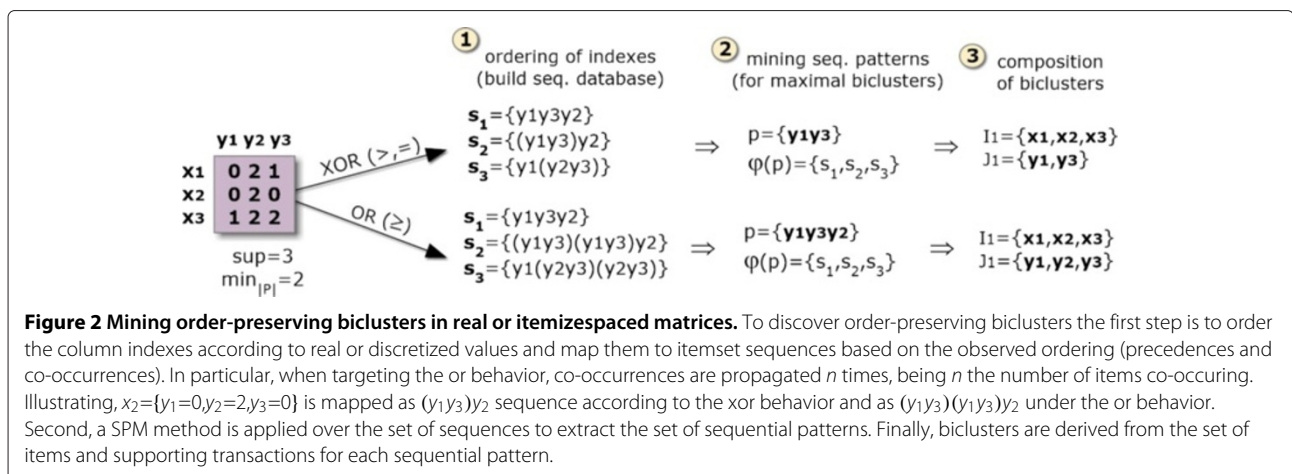 1 ordering of indexes
(build seq. database)
2 mining seq. patterns
(for maximal biclusters)
3 composition
of biclusters
y1 y2 y3
x1 0 2 1
x2 0 2 0
x3 1 2 2
sup=3
min|P|=2
XOR (>,=)
s1={y1y3y2}
s2={(y1y3)y2}
s3={y1(y2y3)}
⇒
p={y1y3}
φ(p)={s1,s2,s3}
⇒
I1={x1,x2,x3}
J1={y1,y3}
OR (≥)
s1={y1y3y2}
s2={(y1y3)(y1y3)y2}
s3={y1(y2y3)(y2y3)}
⇒
p={y1y3y2}
φ(p)={s1,s2,s3}
⇒
I1={x1,x2,x3}
J1={y1,y2,y3}
Figure 2 Mining order-preserving biclusters in real or itemizespaced matrices. To discover order-preserving biclusters the first step is to order
the column indexes according to real or discretized values and map them to itemset sequences based on the observed ordering (precedences and
co-occurrences). In particular, when targeting the or behavior, co-occurrences are propagated n times, being n the number of items co-occuring.
Illustrating, x2={y1=0,y2=2,y3=0} is mapped as (y1y3)y2 sequence according to the xor behavior and as (y1y3)(y1y3)y2 under the or behavior.
Second, a SPM method is applied over the set of sequences to extract the set of sequential patterns. Finally, biclusters are derived from the set of
items and supporting transactions for each sequential pattern.